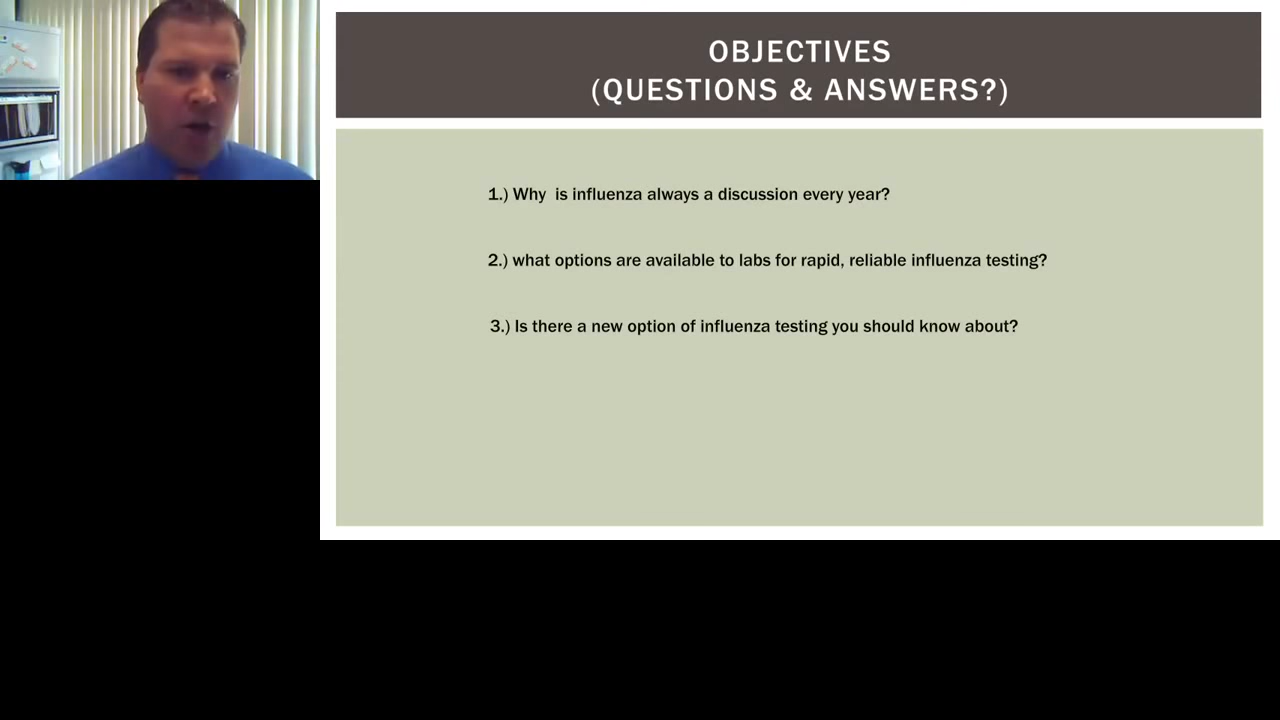 OBJECTIVES
(QUESTIONS & ANSWERS?)
1.) Why  is influenza always a discussion every year?
2.) what options are available to labs for rapid, reliable influenza testing?
3.) Is there a new option of influenza testing you should know about?